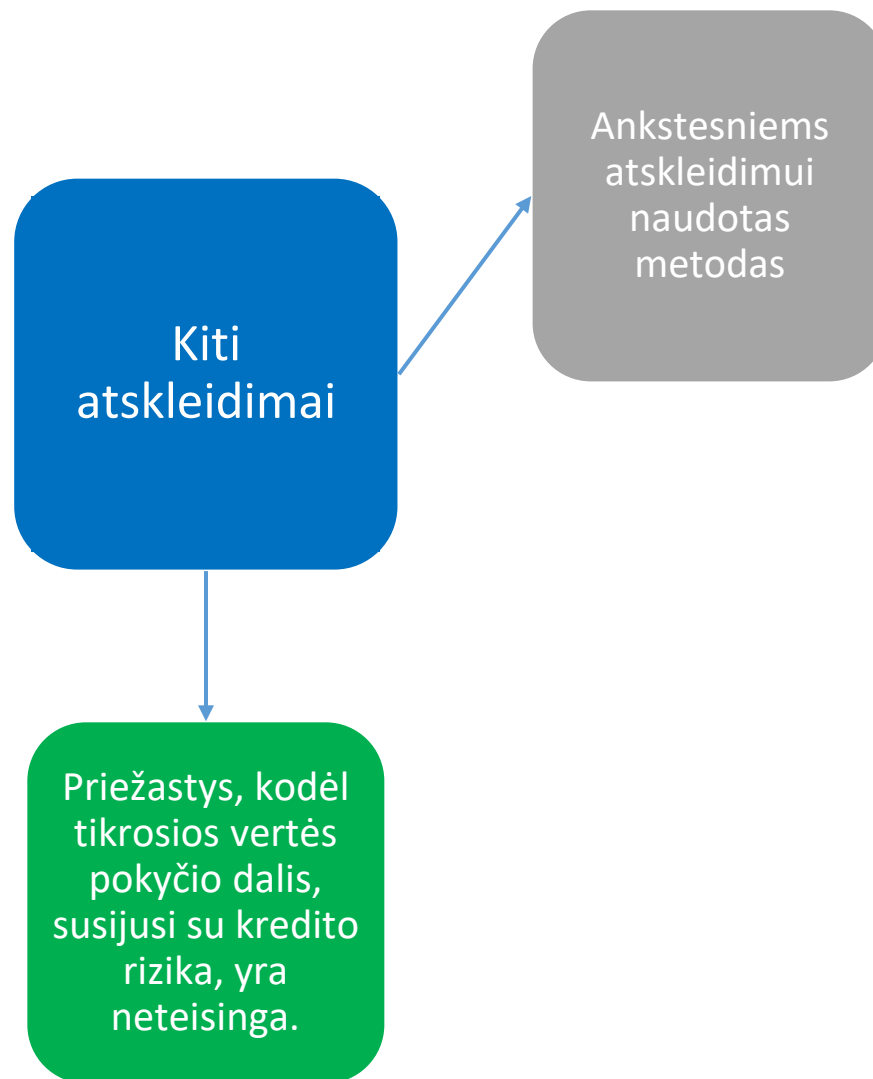 Ankstesniems
atskleidimui
naudotas
metodas
Kiti
atskleidimai
Priežastys, kodėl
tikrosios vertės
pokyčio dalis,
susijusi su kredito
rizika, yra
neteisinga.